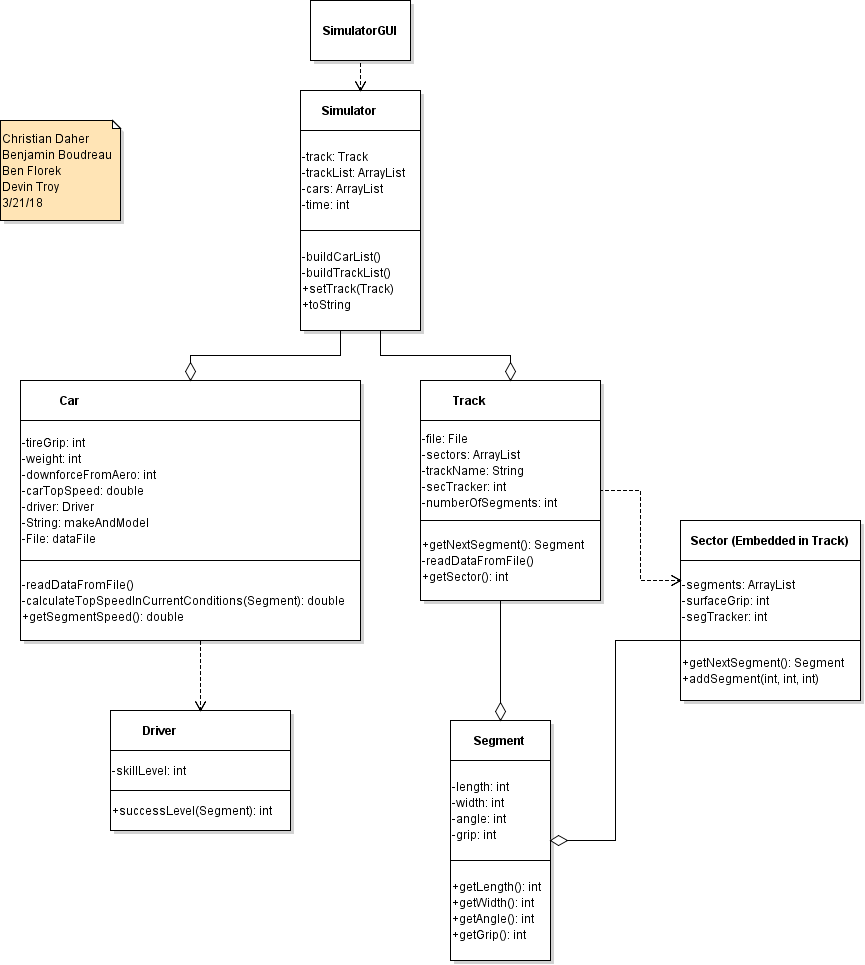 SimulatorGUI
Simulator
-track: Track
-trackList: ArrayList
-cars: ArrayList
-time: int
-buildCarList()
-buildTrackList()
+setTrack(Track)
+toString
Christian Daher
Benjamin Boudreau
Ben Florek
Devin Troy
3/21/18
Car
-tireGrip: int
-weight: int
-downforceFromAero: int
-carTopSpeed: double
-driver: Driver
-String: makeAndModel
-File: dataFile
-readDataFromFile()
-calculateTopSpeedInCurrentConditions(Segment): double
+getSegmentSpeed(): double
Track
-file: File
-sectors: ArrayList
-trackName: String
-secTracker: int
-numberOfSegments: int
+getNextSegment(): Segment
-readDataFromFile()
+getSector(): int
Sector (Embedded in Track)
-segments: ArrayList
-surfaceGrip: int
-segTracker: int
+getNextSegment(): Segment
+addSegment(int, int, int)
Driver
-skillLevel: int
+successLevel(Segment): int
Segment
-length: int
-width: int
-angle: int
-grip: int
+getLength(): int
+getWidth(): int
+getAngle(): int
+getGrip(): int